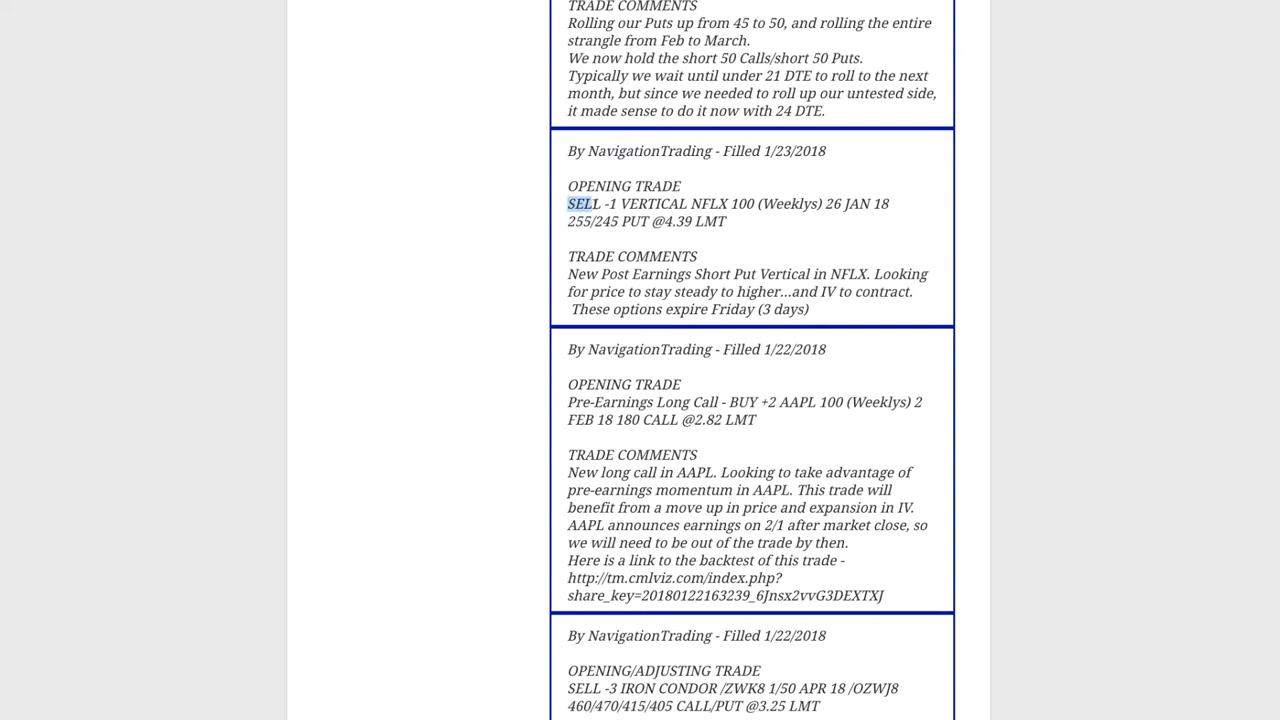 TRADE COMMENTS
Rolling our Puts up from 45 to 50, and rolling the entire
strangle from Feb to March.
We now hold the short 50 Calls/short 50 Puts.
Typically we wait until under 21 DTE to roll to the next
month, but since we needed to roll up our untested side,
it made sense to do it now with 24 DTE.
By NavigationTrading - Filled 1/23/2018
OPENING TRADE
SELL -1 VERTICAL NFLX 100 (Weeklys) 26 JAN 18
255/245 PUT @4.39 LMT
TRADE COMMENTS
New Post Earnings Short Put Vertical in NFLX. Looking
for price to stay steady to higher...and IV to contract.
These options expire Friday (3 days)
By NavigationTrading - Filled 1/22/2018
OPENING TRADE
Pre-Earnings Long Call - BUY +2 AAPL 100 (Weeklys) 2
FEB 18 180 CALL @2.82 LMT
TRADE COMMENTS
New long call in AAPL. Looking to take advantage of
pre-earnings momentum in AAPL. This trade will
benefit from a move up in price and expansion in IV.
AAPL announces earnings on 2/1 after market close, so
we will need to be out of the trade by then.
Here is a link to the backtest of this trade -
http://tm.cmlviz.com/index.php?
share_key=20180122163239_6Jnsx2vvG3DEXTXJ
By NavigationTrading - Filled 1/22/2018
OPENING/ADJUSTING TRADE
SELL -3 IRON CONDOR /ZWK8 1/50 APR 18 /OZWJ8
460/470/415/405 CALL/PUT @3.25 LMT